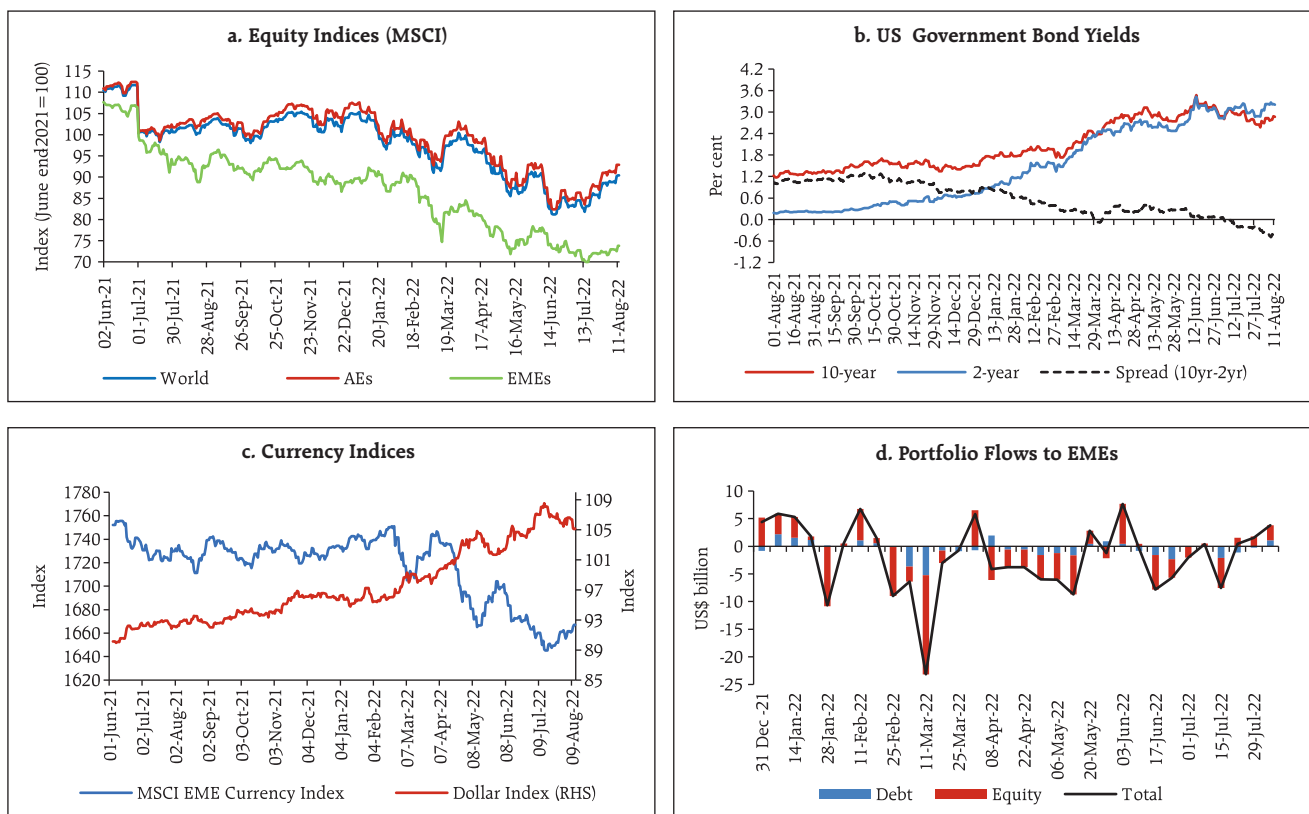 a. Equity Indices (MSCI)
Index (June end2021=100)
115
110
105
100
95
90
85
80
75
70
02-Jun-21
01-Jul-21
30-Jul-21
28-Aug-21
26-Sep-21
25-Oct-21
23-Nov-21
22-Dec-21
20-Jan-22
18-Feb-22
19-Mar-22
17-Apr-22
16-May-22
14-Jun-22
13-Jul-22
11-Aug-22
World
AEs
EMEs
b. US Government Bond Yields
Per cent
4.2
3.6
3.0
2.4
1.8
1.2
0.6
0.0
-0.6
-1.2
01-Aug-21
16-Aug-21
31-Aug-21
15-Sep-21
30-Sep-21
15-Oct-21
30-Oct-21
14-Nov-21
29-Nov-21
14-Dec-21
29-Dec-21
13-Jan-22
28-Jan-22
12-Feb-22
27-Feb-22
14-Mar-22
29-Mar-22
13-Apr-22
28-Apr-22
13-May-22
28-May-22
12-Jun-22
27-Jun-22
12-Jul-22
27-Jul-22
11-Aug-22
10-year
2-year
Spread (10yr-2yr)
c. Currency Indices
Index
1780
1760
1740
1720
1700
1680
1660
1640
1620
109
105
101
97
93
89
85
Index
01-Jun-21
02-Jul-21
02-Aug-21
02-Sep-21
03-Oct-21
03-Nov-21
04-Dec-21
04-Jan-22
04-Feb-22
07-Mar-22
07-Apr-22
08-May-22
08-Jun-22
09-Jul-22
09-Aug-22
MSCI EME Currency Index
Dollar Index (RHS)
d. Portfolio Flows to EMEs
US$ billion
10
5
0
-5
-10
-15
-20
-25
31 Dec -21
14-Jan-22
28-Jan-22
11-Feb-22
25-Feb-22
11-Mar-22
25-Mar-22
08-Apr-22
22-Apr-22
06-May-22
20-May-22
03-Jun-22
17-Jun-22
01-Jul-22
15-Jul-22
29-Jul-22
Debt
Equity
Total